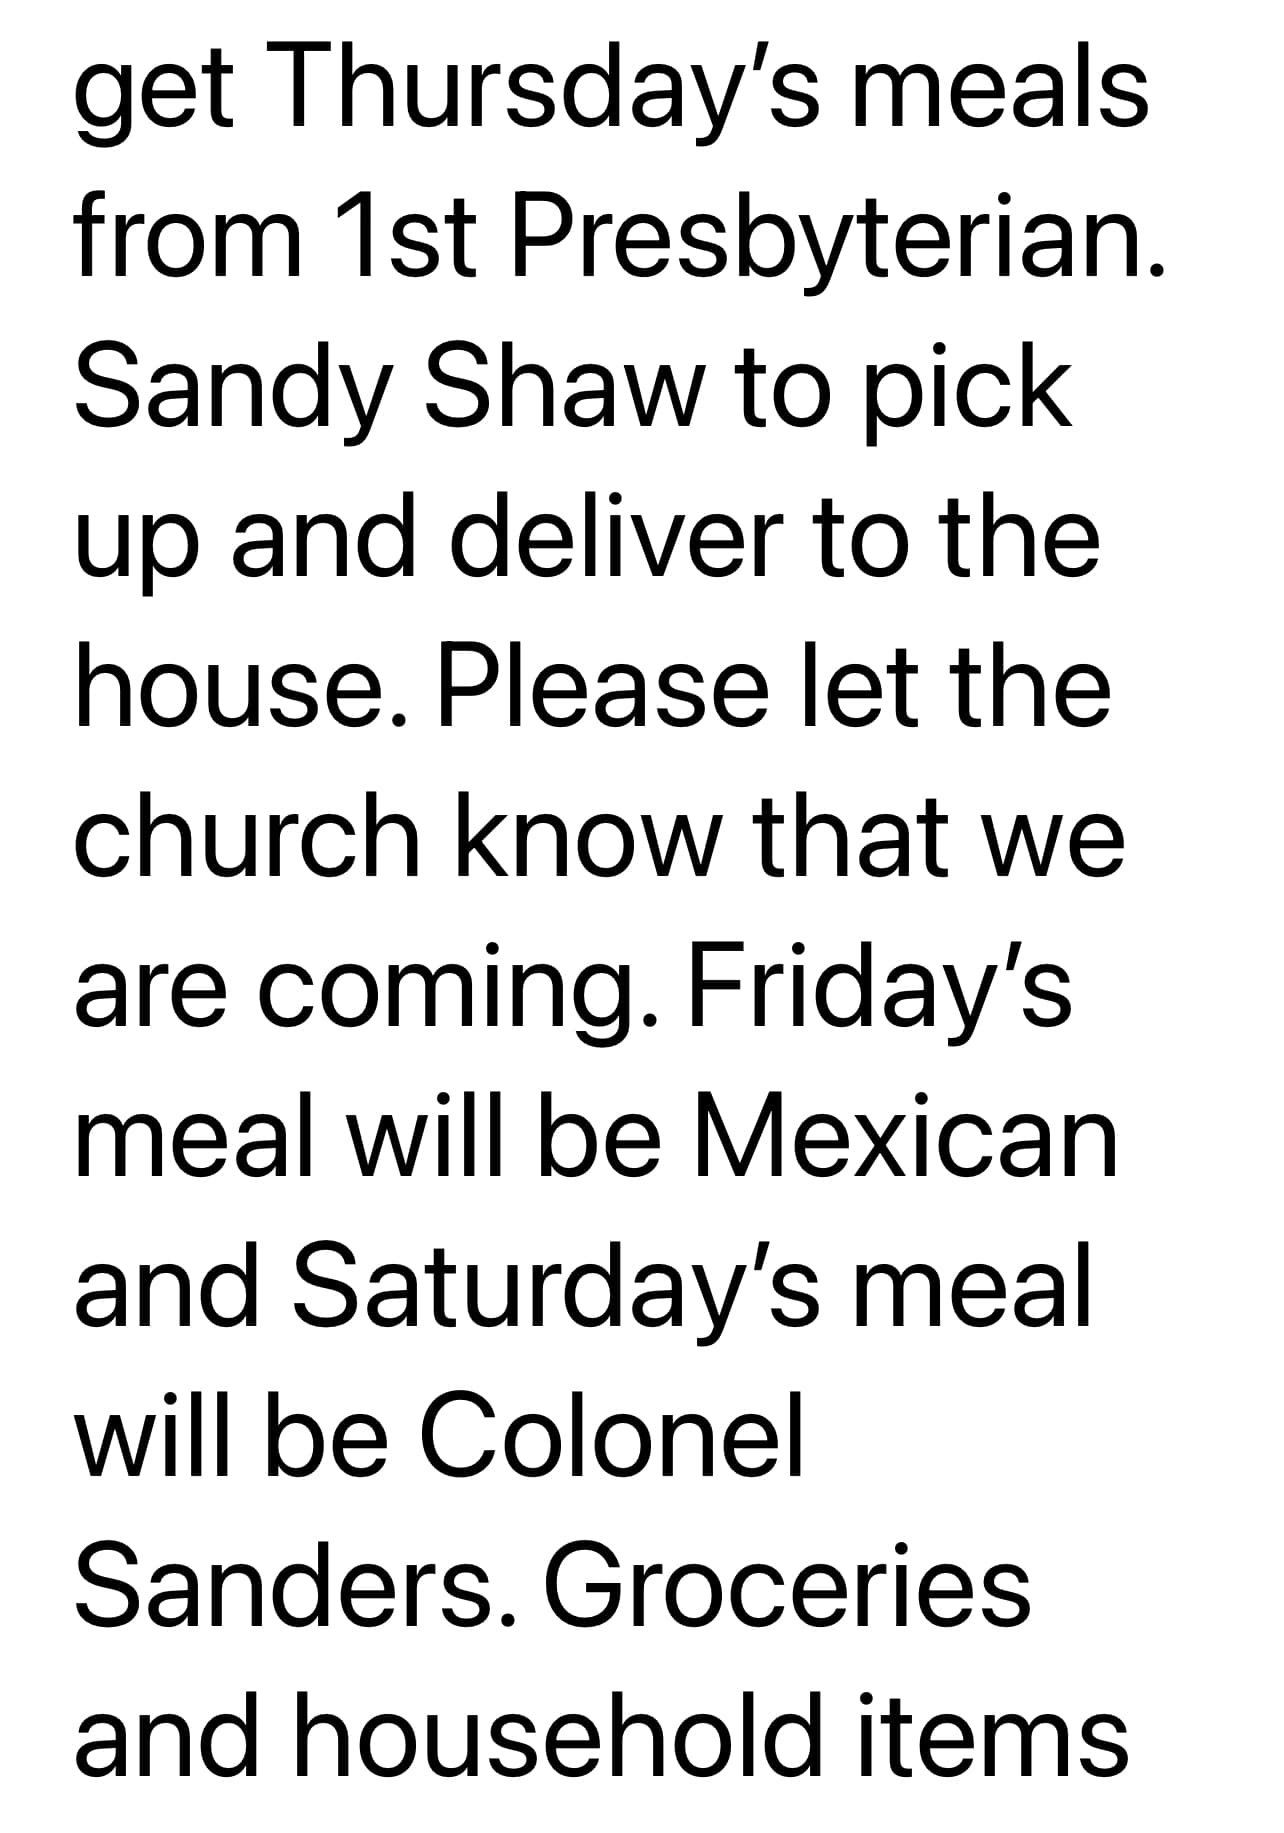 get Thursday’s meals
from 1st Presbyterian.
Sandy Shaw to pick
up and deliver to the
house. Please let the
church know that we
are coming. Friday’s
meal will be Mexican
and Saturday’s meal
will be Colonel
Sanders. Groceries
and household items